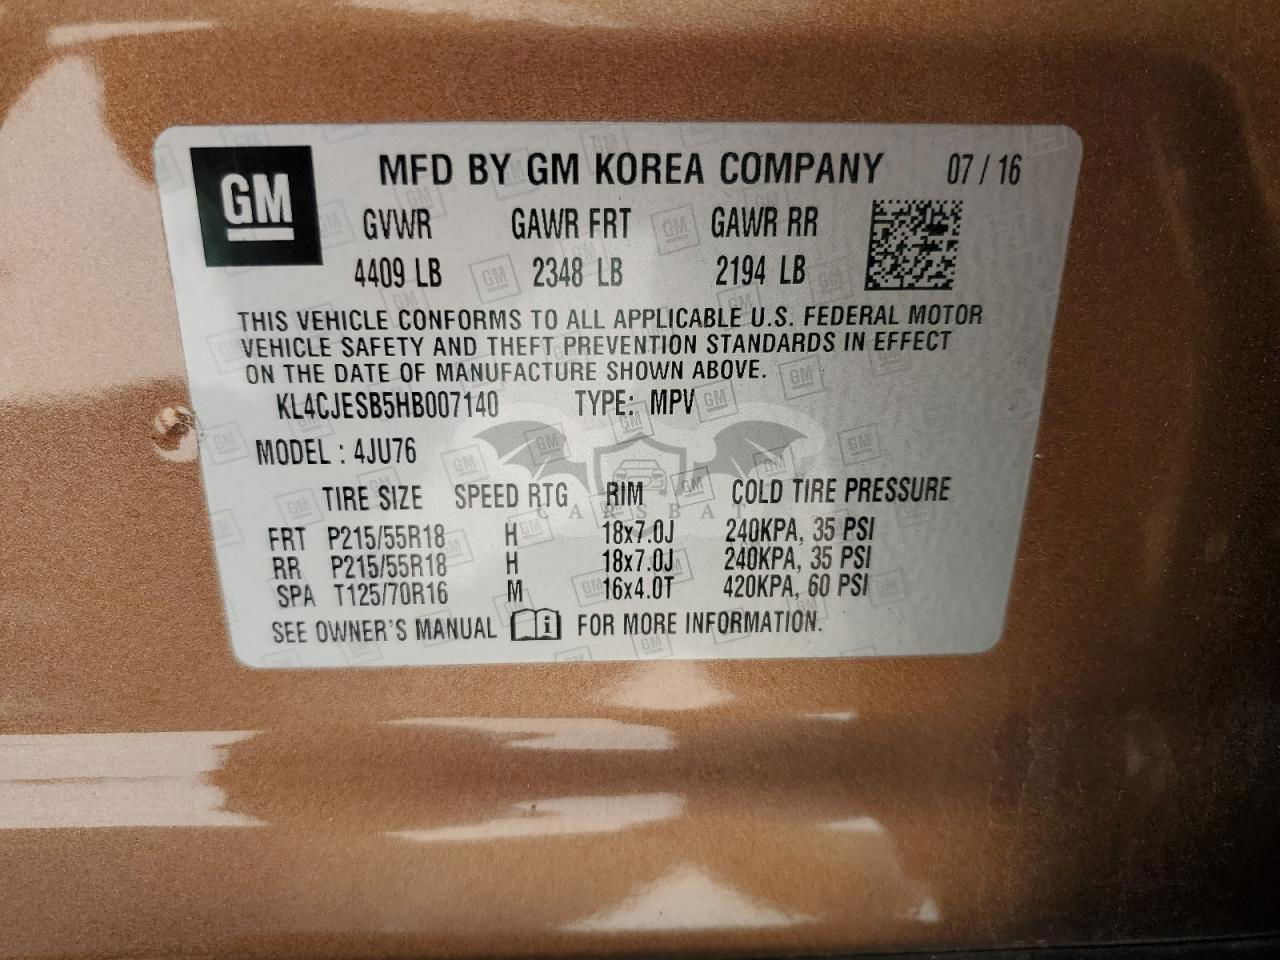 GM MFD BY GM KOREA COMPANY 07 / 16
GVWR GAWR FRT GAWR RR
4409 LB 2348 LB 2194 LB
THIS VEHICLE CONFORMS TO ALL APPLICABLE U.S. FEDERAL MOTOR
VEHICLE SAFETY AND THEFT PREVENTION STANDARDS IN EFFECT
ON THE DATE OF MANUFACTURE SHOWN ABOVE.
KL4CJESB5HB007140 TYPE: MPV
MODEL : 4JU76
TIRE SIZE SPEED RTG RIM COLD TIRE PRESSURE
CARSBAT
FRT P215/55R18 H 18x7.0J 240KPA, 35 PSI
RR P215/55R18 H 18x7.0J 240KPA, 35 PSI
SPA T125/70R16 M 16x4.0T 420KPA, 60 PSI
SEE OWNER'S MANUAL i FOR MORE INFORMATION.